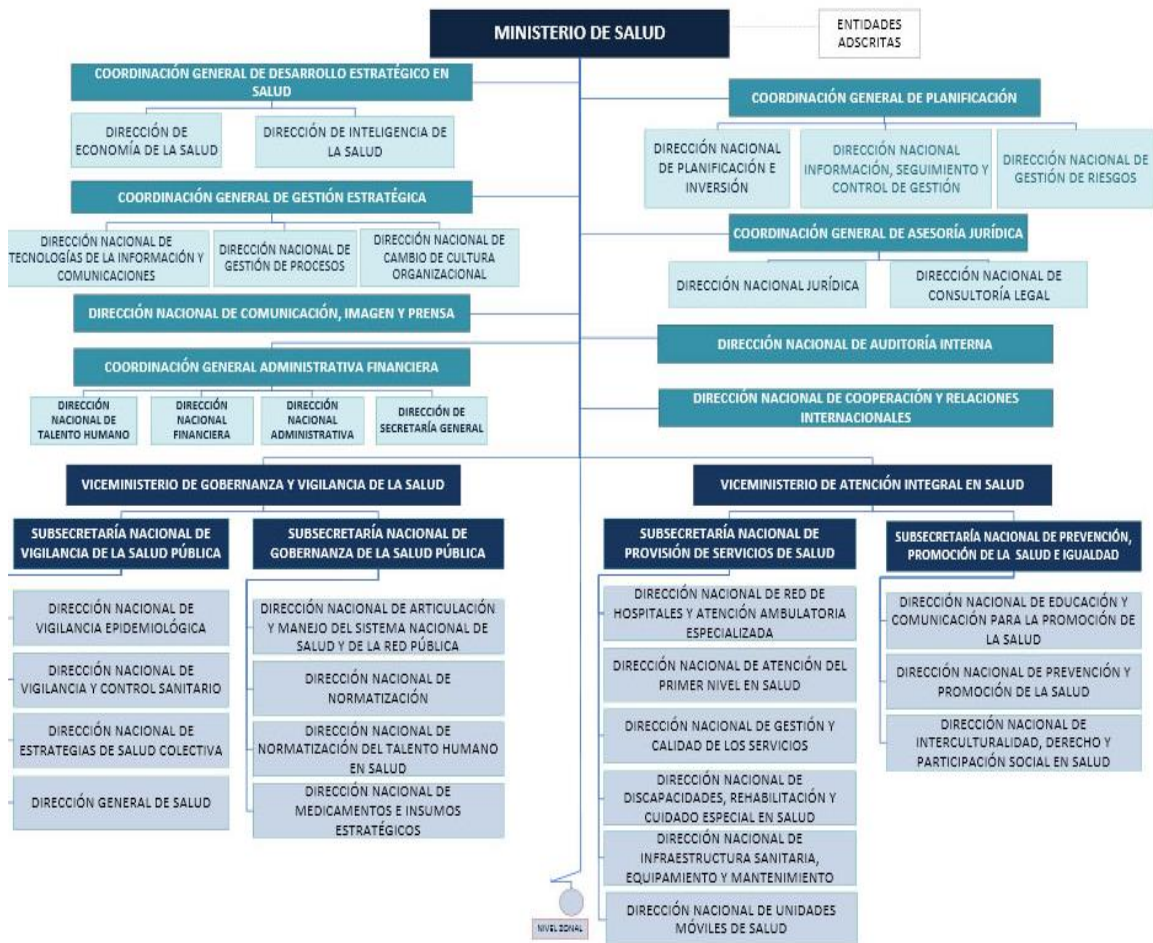 MINISTERIO DE SALUD
ENTIDADES
ADSCRITAS
COORDINACIÓN GENERAL DE DESARROLLO ESTRATÉGICO EN
SALUD
DIRECCIÓN DE
ECONOMÍA DE LA SALUD
DIRECCIÓN DE INTELIGENCIA DE
LA SALUD
COORDINACIÓN GENERAL DE GESTIÓN ESTRATÉGICA
DIRECCIÓN NACIONAL DE
TECNOLOGÍAS DE LA INFORMACIÓN Y
COMUNICACIONES
DIRECCIÓN NACIONAL DE
GESTIÓN DE PROCESOS
DIRECCIÓN NACIONAL DE
CAMBIO DE CULTURA
ORGANIZACIONAL
DIRECCIÓN NACIONAL DE COMUNICACIÓN, IMAGEN Y PRENSA
COORDINACIÓN GENERAL ADMINISTRATIVA FINANCIERA
DIRECCIÓN
NACIONAL DE
TALENTO HUMANO
DIRECCIÓN
NACIONAL
FINANCIERA
DIRECCIÓN
NACIONAL
ADMINISTRATIVA
DIRECCIÓN DE
SECRETARÍA GENERAL
COORDINACIÓN GENERAL DE PLANIFICACIÓN
DIRECCIÓN NACIONAL
DE PLANIFICACIÓN E
INVERSIÓN
DIRECCIÓN NACIONAL
INFORMACIÓN, SEGUIMIENTO Y
CONTROL DE GESTIÓN
DIRECCIÓN NACIONAL DE
GESTIÓN DE RIESGOS
COORDINACIÓN GENERAL DE ASESORÍA JURÍDICA
DIRECCIÓN NACIONAL JURÍDICA
DIRECCIÓN NACIONAL DE
CONSULTORÍA LEGAL
DIRECCIÓN NACIONAL DE AUDITORÍA INTERNA
DIRECCIÓN NACIONAL DE COOPERACIÓN Y RELACIONES
INTERNACIONALES
VICEMINISTERIO DE GOBERNANZA Y VIGILANCIA DE LA SALUD
SUBSECRETARÍA NACIONAL DE
VIGILANCIA DE LA SALUD PÚBLICA
DIRECCIÓN NACIONAL DE
VIGILANCIA EPIDEMIOLÓGICA
DIRECCIÓN NACIONAL DE
VIGILANCIA Y CONTROL SANITARIO
DIRECCIÓN NACIONAL DE
ESTRATEGIAS DE SALUD COLECTIVA
DIRECCIÓN GENERAL DE SALUD
SUBSECRETARÍA NACIONAL DE
GOBERNANZA DE LA SALUD PÚBLICA
DIRECCIÓN NACIONAL DE ARTICULACIÓN
Y MANEJO DEL SISTEMA NACIONAL DE
SALUD Y DE LA RED PÚBLICA
DIRECCIÓN NACIONAL DE
NORMATIZACIÓN
DIRECCIÓN NACIONAL DE
NORMATIZACIÓN DEL TALENTO HUMANO
EN SALUD
DIRECCIÓN NACIONAL DE
MEDICAMENTOS E INSUMOS
ESTRATÉGICOS
VICEMINISTERIO DE ATENCIÓN INTEGRAL EN SALUD
SUBSECRETARÍA NACIONAL DE
PROVISIÓN DE SERVICIOS DE SALUD
DIRECCIÓN NACIONAL DE RED DE
HOSPITALES Y ATENCIÓN AMBULATORIA
ESPECIALIZADA
DIRECCIÓN NACIONAL DE ATENCIÓN DEL
PRIMER NIVEL EN SALUD
DIRECCIÓN NACIONAL DE GESTIÓN Y
CALIDAD DE LOS SERVICIOS
DIRECCIÓN NACIONAL DE
DISCAPACIDADES, REHABILITACIÓN Y
CUIDADO ESPECIAL EN SALUD
DIRECCIÓN NACIONAL DE
INFRAESTRUCTURA SANITARIA,
EQUIPAMIENTO Y MANTENIMIENTO
DIRECCIÓN NACIONAL DE UNIDADES
MÓVILES DE SALUD
SUBSECRETARÍA NACIONAL DE PREVENCIÓN,
PROMOCIÓN DE LA SALUD E IGUALDAD
DIRECCIÓN NACIONAL DE EDUCACIÓN Y
COMUNICACIÓN PARA LA PROMOCIÓN DE
LA SALUD
DIRECCIÓN NACIONAL DE PREVENCIÓN Y
PROMOCIÓN DE LA SALUD
DIRECCIÓN NACIONAL DE
INTERCULTURALIDAD, DERECHO Y
PARTICIPACIÓN SOCIAL EN SALUD
NIVEL ZONAL